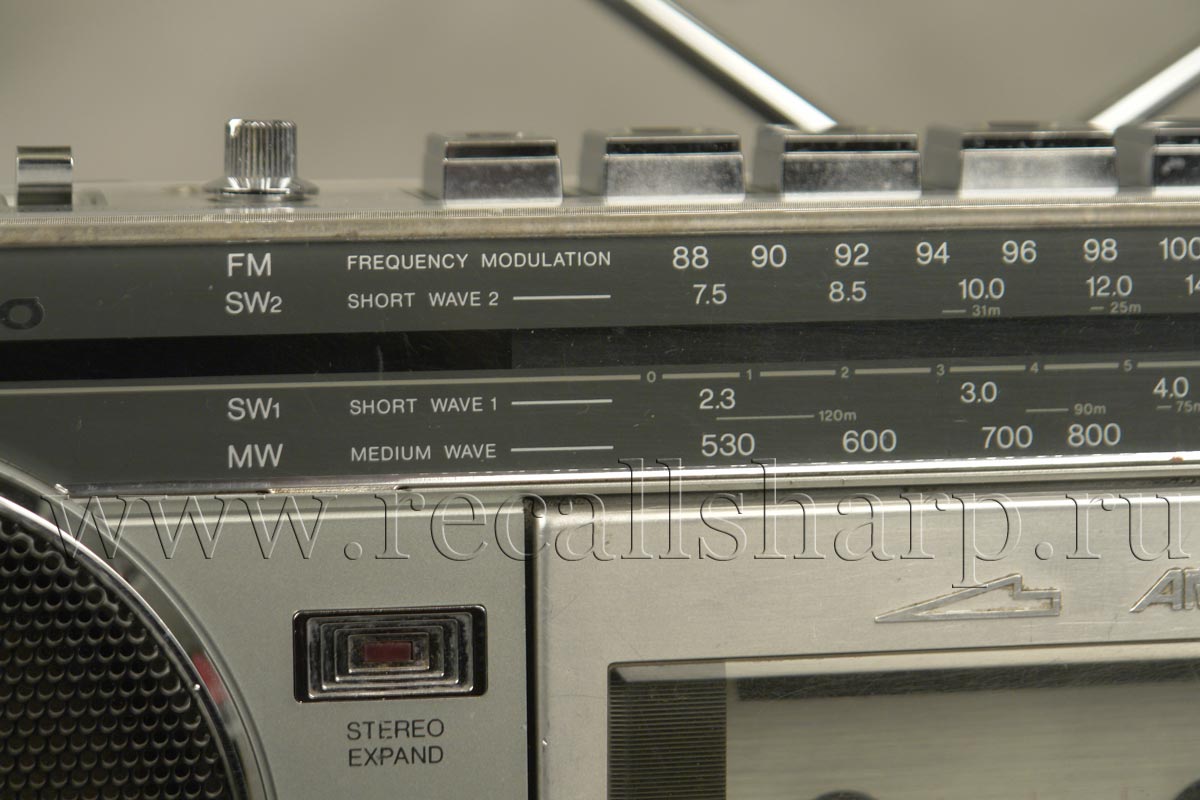 FM FREQUENCY MODULATION 88 90 92 94 96 98 100
SW2 SHORT WAVE 2 7.5 8.5 10.0 12.0
31m 25m
0 1 2 3 4 5
SW1 SHORT WAVE 1 2.3 3.0 4.0
120m 90m 75m
MW MEDIUM WAVE 530 600 700 800
www.recallsharp.ru
STEREO
EXPAND